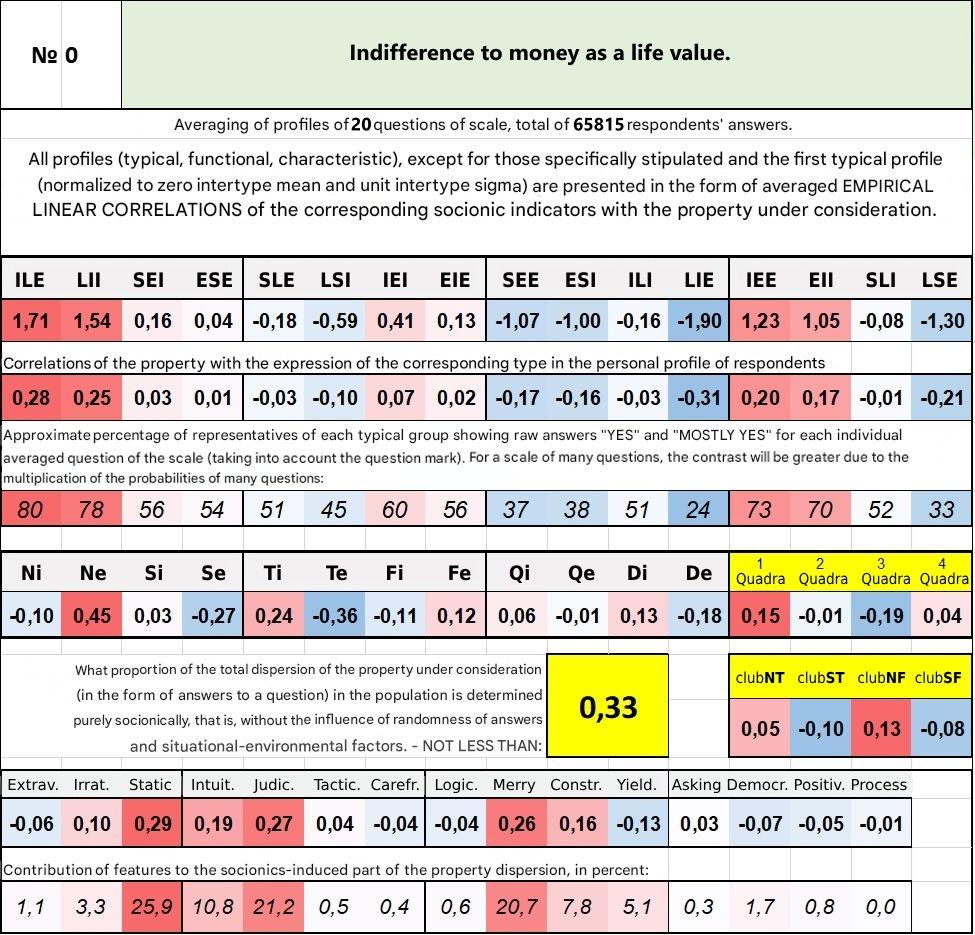 № 0 Indifference to money as a life value.
Averaging of profiles of 20 questions of scale, total of 65815 respondents' answers.
All profiles (typical, functional, characteristic), except for those specifically stipulated and the first typical profile
(normalized to zero intertype mean and unit intertype sigma) are presented in the form of averaged EMPIRICAL
LINEAR CORRELATIONS of the corresponding socionic indicators with the property under consideration.
ILE LII SEI ESE SLE LSI IEI EIE SEE ESI ILI LIE IEE EII SLI LSE
1,71 1,54 0,16 0,04 -0,18 -0,59 0,41 0,13 -1,07 -1,00 -0,16 -1,90 1,23 1,05 -0,08 -1,30
Correlations of the property with the expression of the corresponding type in the personal profile of respondents
0,28 0,25 0,03 0,01 -0,03 -0,10 0,07 0,02 -0,17 -0,16 -0,03 -0,31 0,20 0,17 -0,01 -0,21
Approximate percentage of representatives of each typical group showing raw answers "YES" and "MOSTLY YES" for each individual
averaged question of the scale (taking into account the question mark). For a scale of many questions, the contrast will be greater due to the
multiplication of the probabilities of many questions:
80 78 56 54 51 45 60 56 37 38 51 24 73 70 52 33
Ni Ne Si Se Ti Te Fi Fe Qi Qe Di De 1 Quadra 2 Quadra 3 Quadra 4 Quadra
-0,10 0,45 0,03 -0,27 0,24 -0,36 -0,11 0,12 0,06 -0,01 0,13 -0,18 0,15 -0,01 -0,19 0,04
What proportion of the total dispersion of the property under consideration
(in the form of answers to a question) in the population is determined
purely socionically, that is, without the influence of randomness of answers
and situational-environmental factors. - NOT LESS THAN:
0,33
clubNT clubST clubNF clubSF
0,05 -0,10 0,13 -0,08
Extrav. Irrat. Static Intuit. Judic. Tactic. Carefr. Logic. Merry Constr. Yield. Asking Democr. Positiv. Process
-0,06 0,10 0,29 0,19 0,27 0,04 -0,04 -0,04 0,26 0,16 -0,13 0,03 -0,07 -0,05 -0,01
Contribution of features to the socionics-induced part of the property dispersion, in percent:
1,1 3,3 25,9 10,8 21,2 0,5 0,4 0,6 20,7 7,8 5,1 0,3 1,7 0,8 0,0